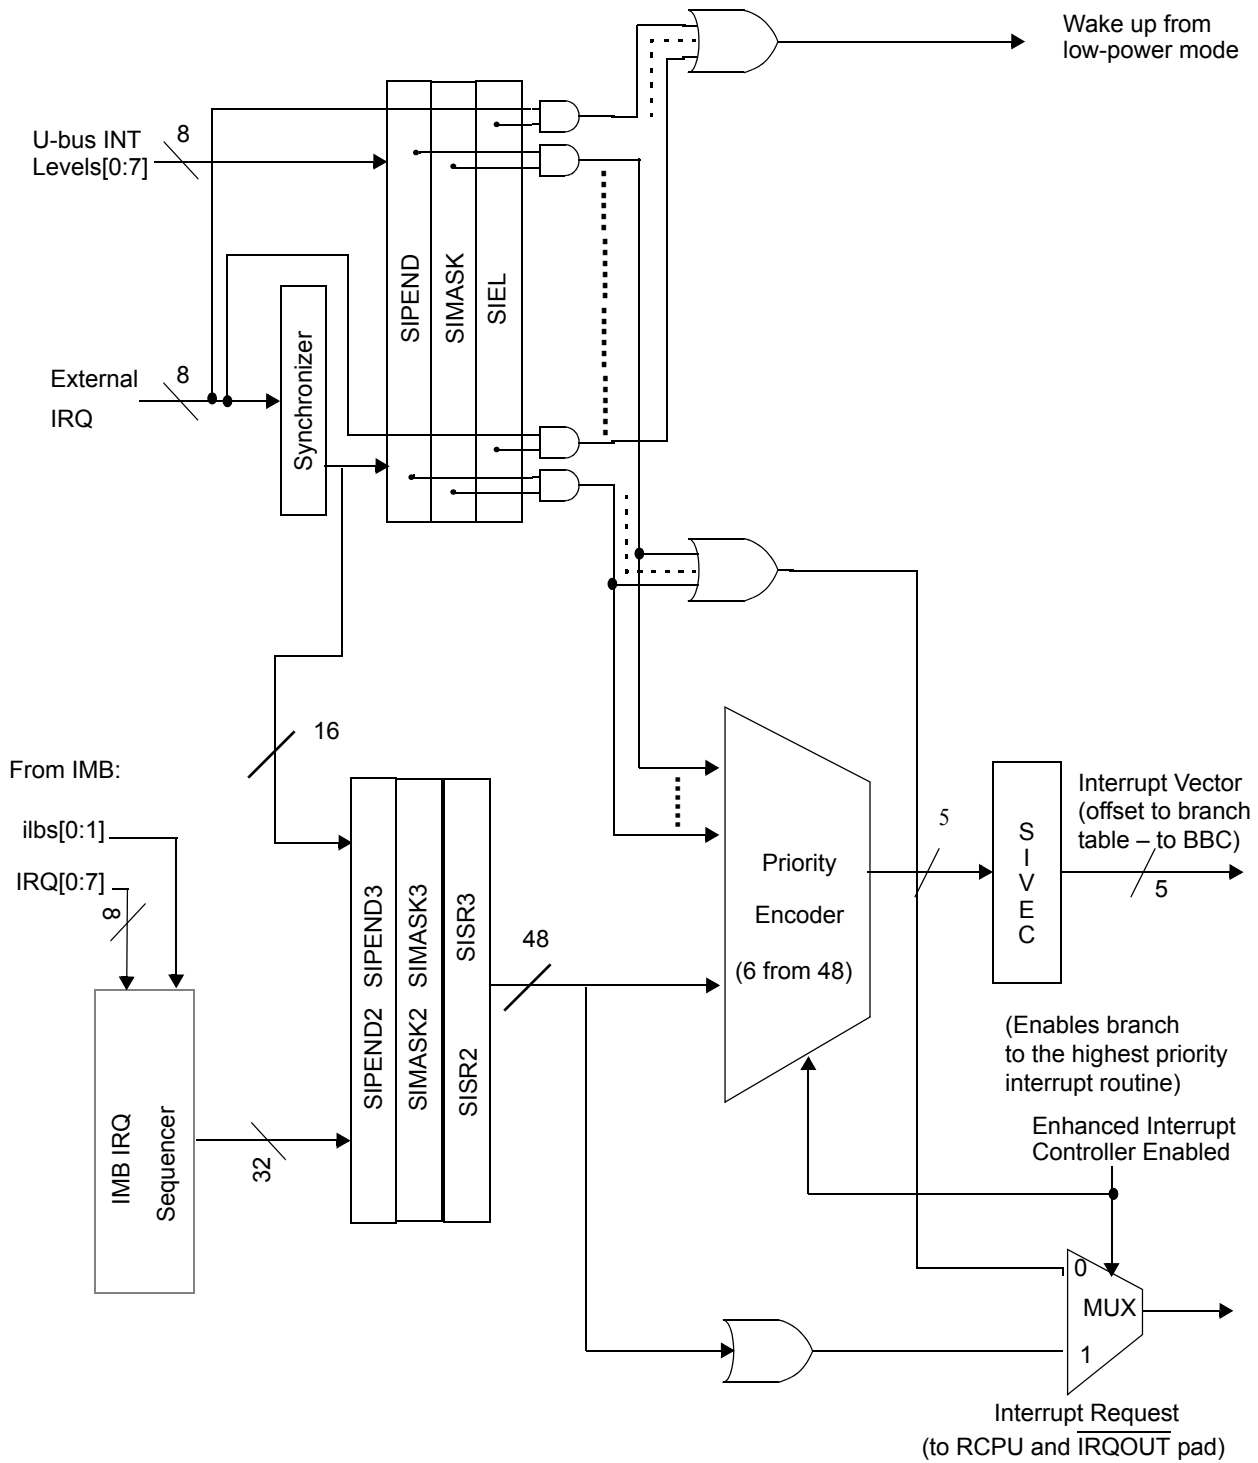 Wake up from
low-power mode
U-bus INT
Levels[0:7]
8
SIPEND
SIMASK
SIEL
External
IRQ
8
Synchronizer
16
From IMB:
ilbs[0:1]
IRQ[0:7]
8
IMB IRQ
Sequencer
32
SIPEND2 SIPEND3
SIMASK2 SIMASK3
SISR2 SISR3
48
Priority
Encoder
(6 from 48)
5
SIVEC
Interrupt Vector
(offset to branch
table – to BBC)
5
(Enables branch
to the highest priority
interrupt routine)
Enhanced Interrupt
Controller Enabled
0
MUX
1
Interrupt Request
(to RCPU and IRQOUT pad)